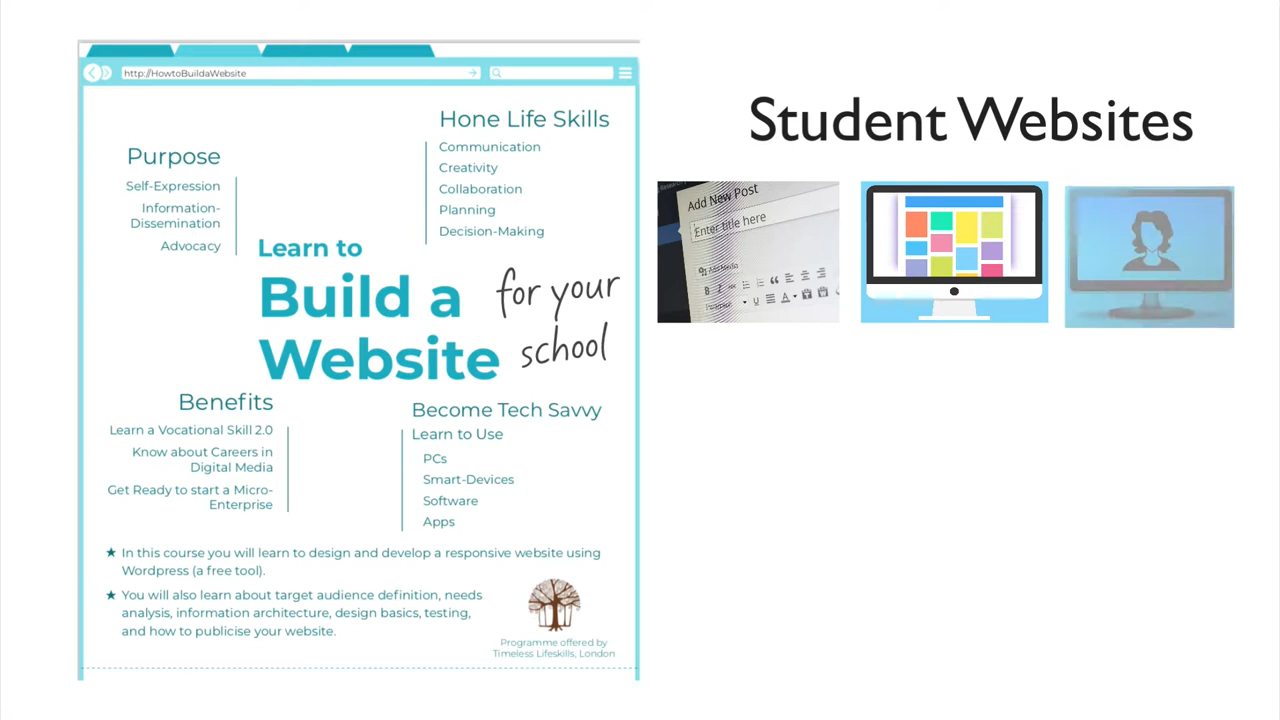 http://HowtoBuildaWebsite
Hone Life Skills
Communication
Creativity
Collaboration
Planning
Decision-Making
Purpose
Self-Expression
Information-
Dissemination
Advocacy
Learn to
Build a
Website
for your
school
Benefits
Learn a Vocational Skill 2.0
Know about Careers in
Digital Media
Get Ready to start a Micro-
Enterprise
Become Tech Savvy
Learn to Use
PCs
Smart-Devices
Software
Apps
★ In this course you will learn to design and develop a responsive website using
Wordpress (a free tool).
★ You will also learn about target audience definition, needs
analysis, information architecture, design basics, testing,
and how to publicise your website.
Programme offered by
Timeless Lifeskills, London
Student Websites
Add New Post
Enter title here
Add Media
Paragraph